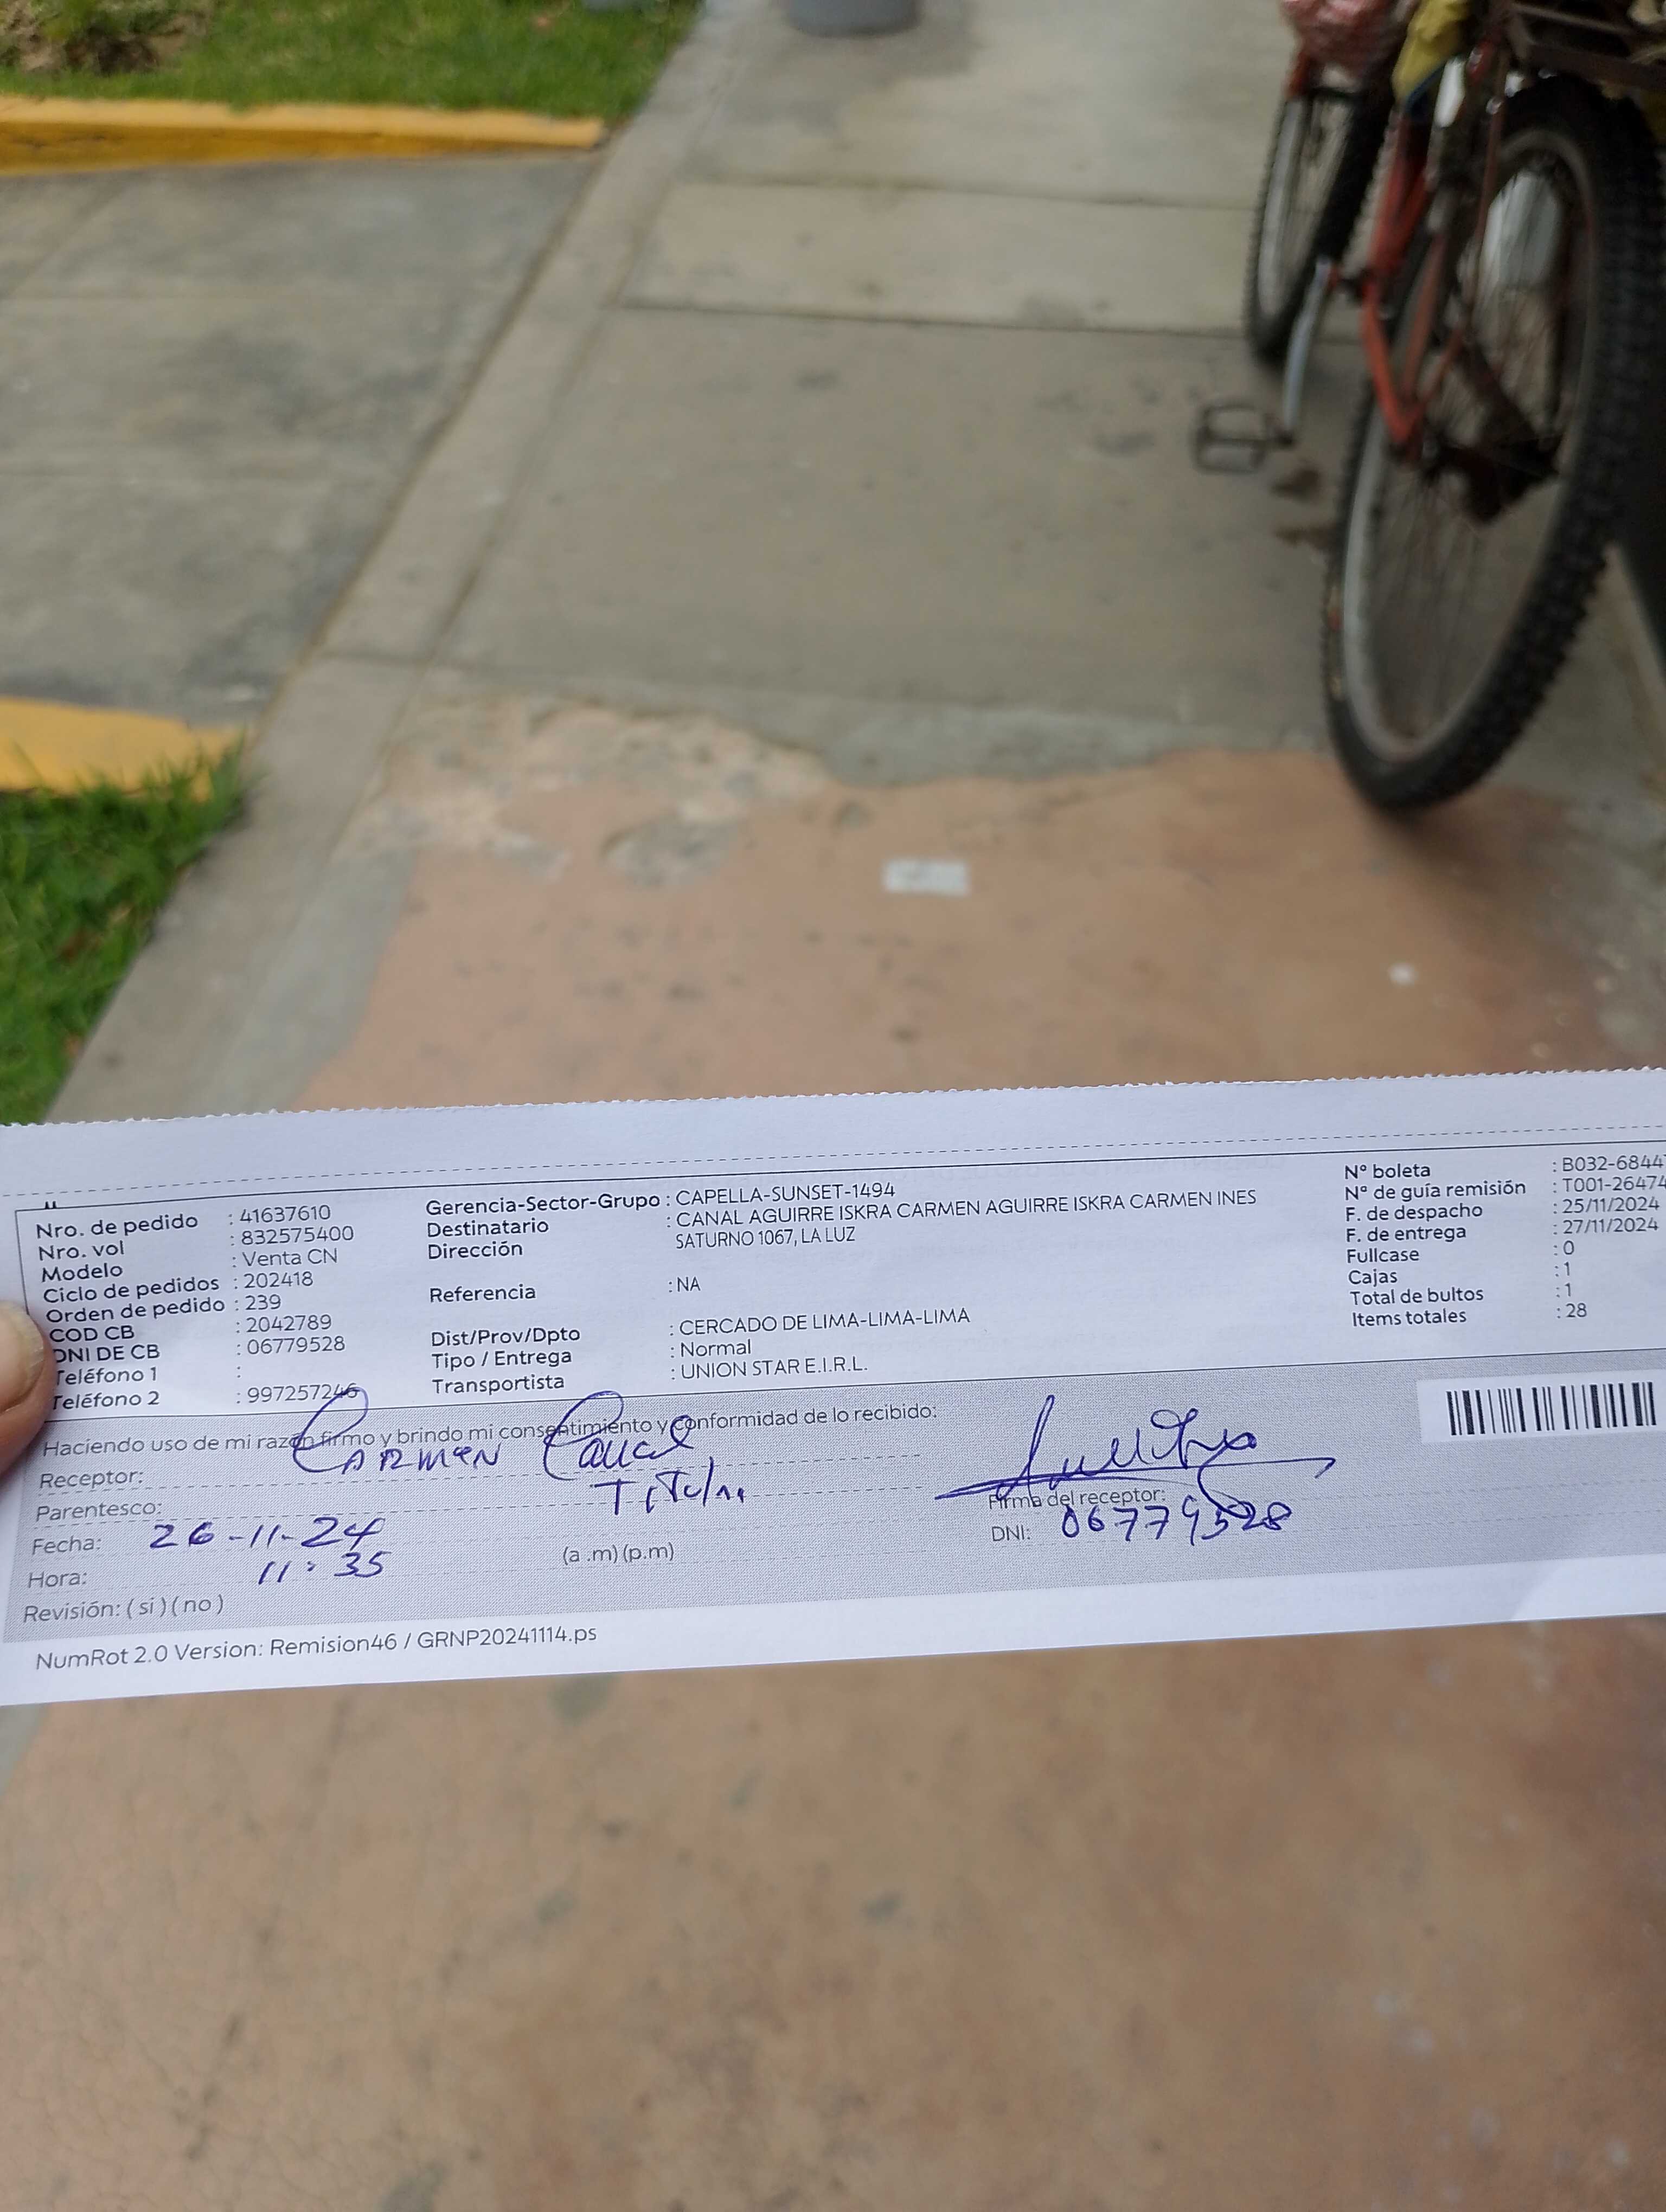 Nro. de pedido : 41637610
Nro. vol : 832575400
Modelo : Venta CN
Ciclo de pedidos : 202418
Orden de pedido : 239
COD CB : 2042789
DNI DE CB : 06779528
Teléfono 1 :
Teléfono 2 : 997257246
Gerencia-Sector-Grupo : CAPELLA-SUNSET-1494
Destinatario : CANAL AGUIRRE ISKRA CARMEN AGUIRRE ISKRA CARMEN INES
Dirección SATURNO 1067, LA LUZ
Referencia : NA
Dist/Prov/Dpto : CERCADO DE LIMA-LIMA-LIMA
Tipo / Entrega : Normal
Transportista : UNION STAR E.I.R.L.
N° boleta : B032-6844
N° de guía remisión : T001-26474
F. de despacho : 25/11/2024
F. de entrega : 27/11/2024
Fullcase : 0
Cajas : 1
Total de bultos : 1
Items totales : 28
Haciendo uso de mi razón firmo y brindo mi consentimiento y conformidad de lo recibido:
Receptor: CARMEN Canal
Parentesco: Titular
Fecha: 26-11-24
Hora: 11:35 (a .m) (p.m)
Revisión: ( si ) ( no )
Firma del receptor:
DNI: 06779528
NumRot 2.0 Version: Remision46 / GRNP20241114.ps